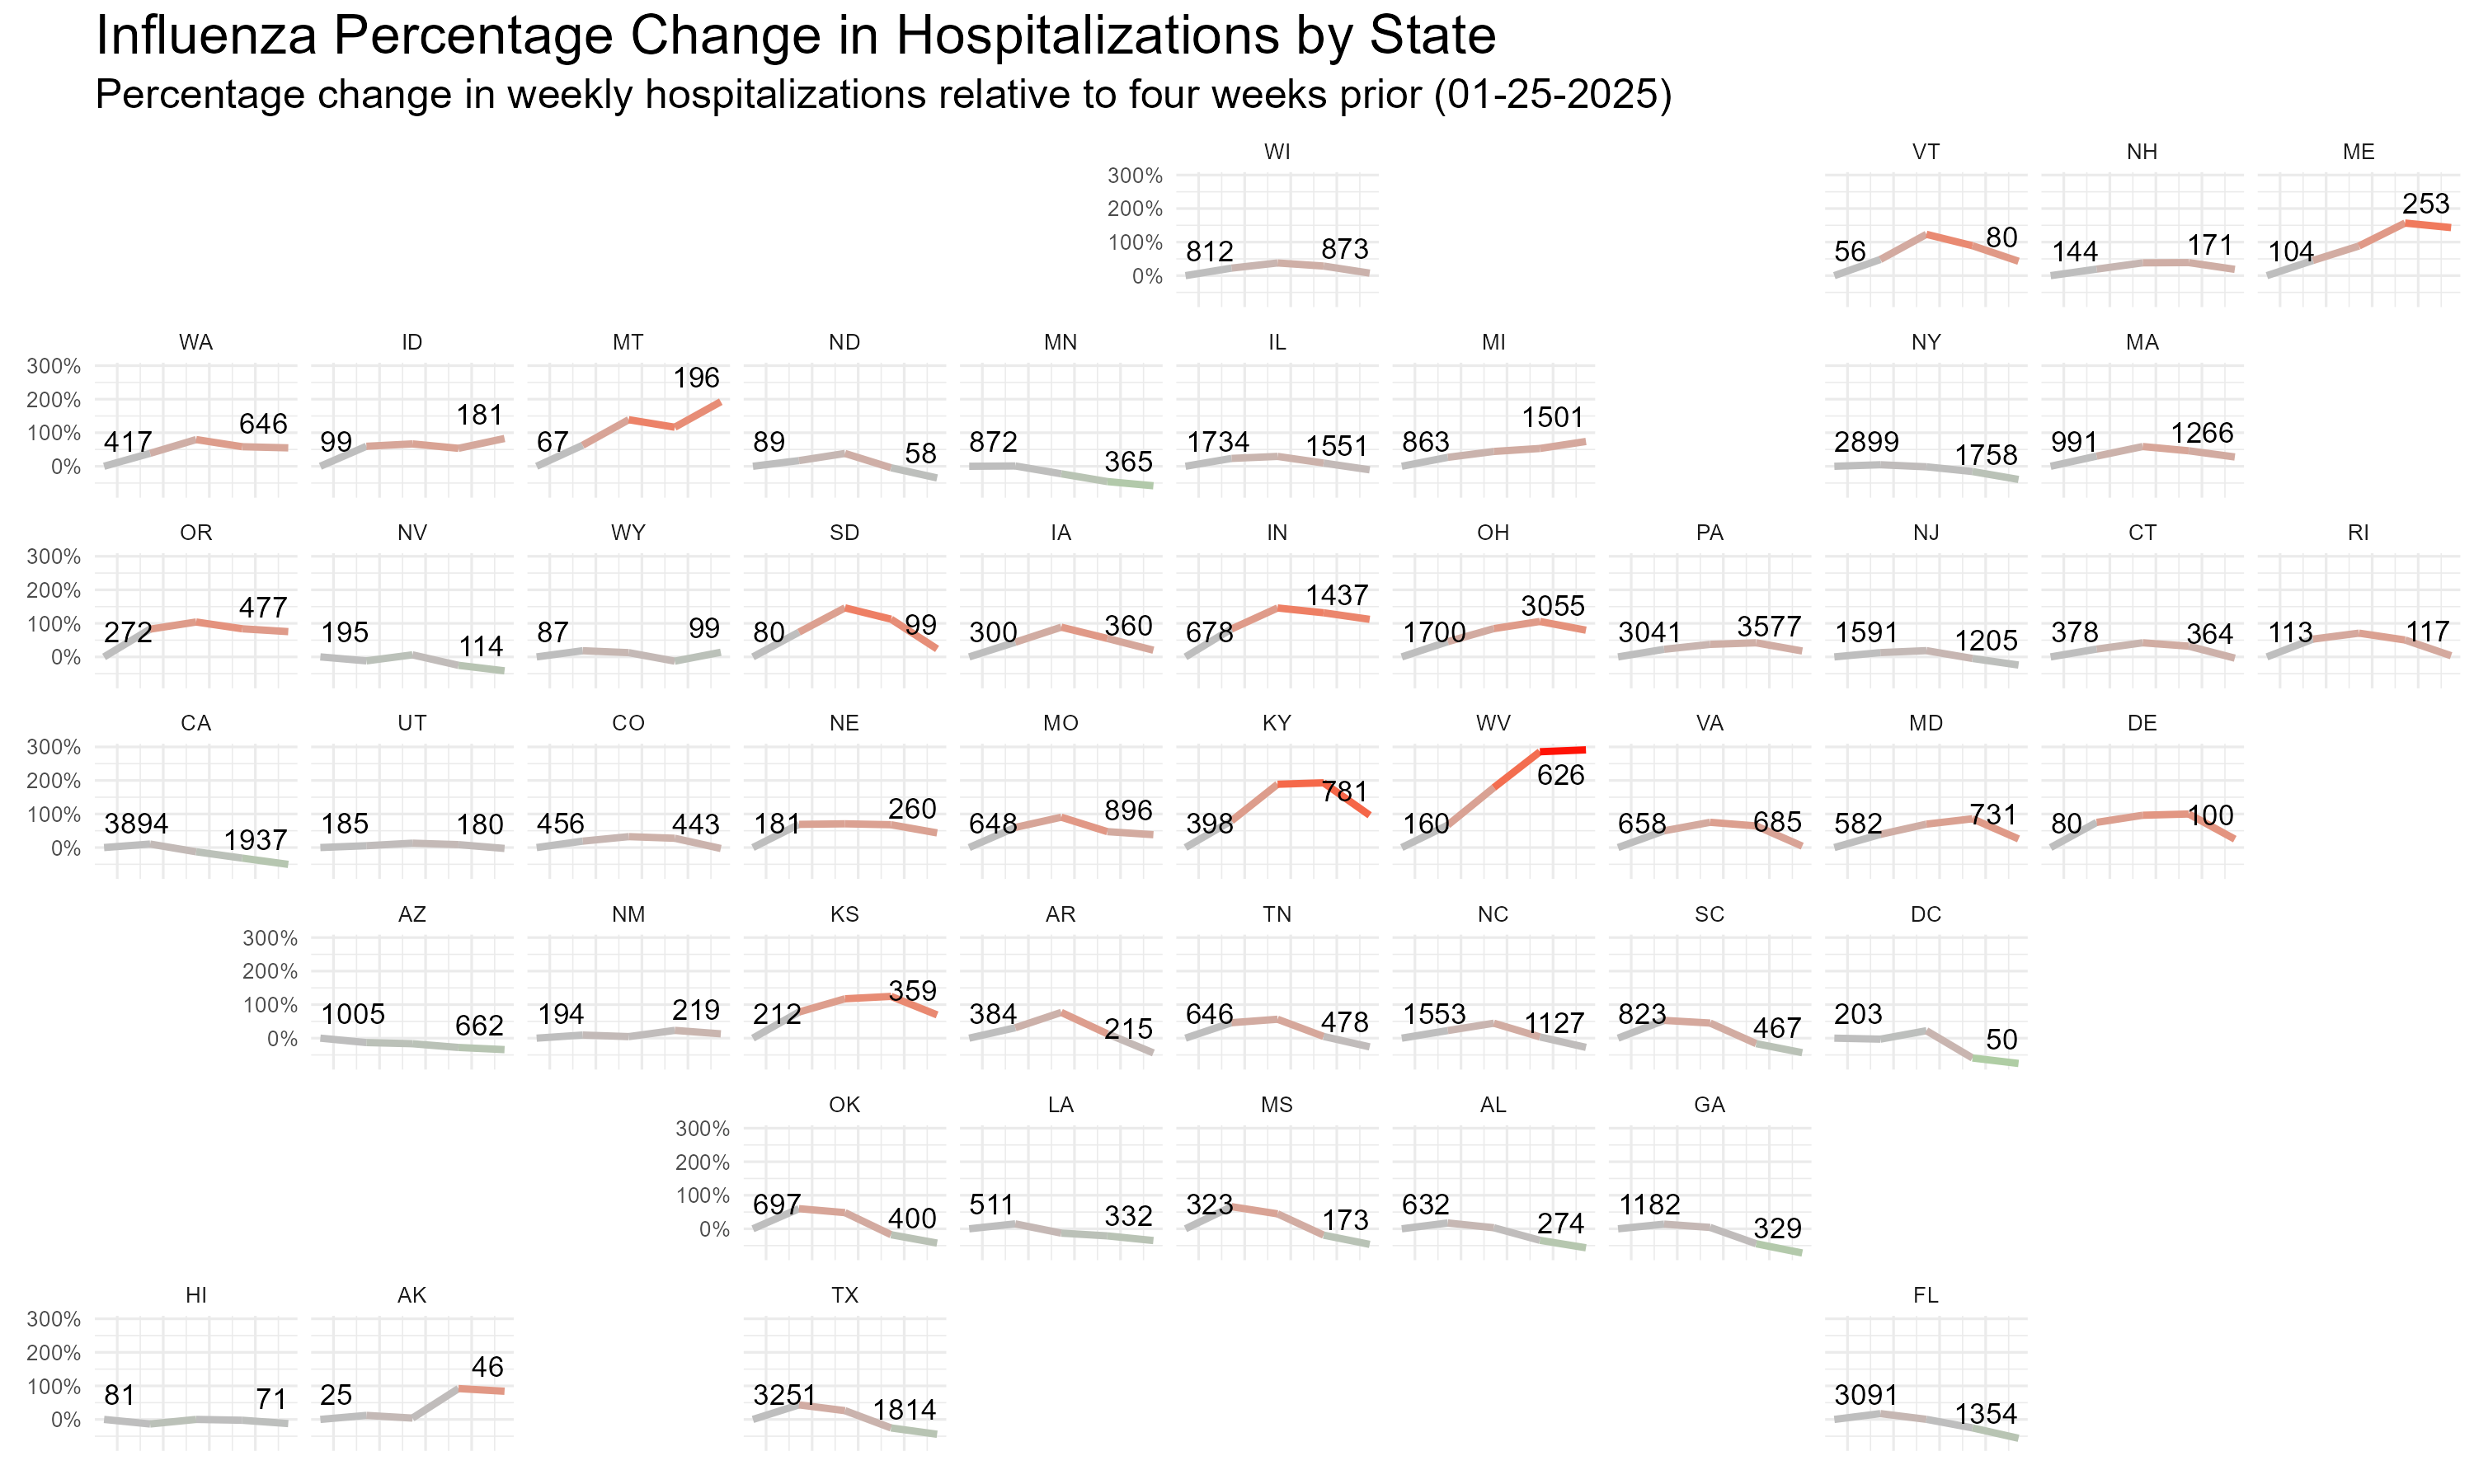 Influenza Percentage Change in Hospitalizations by State
Percentage change in weekly hospitalizations relative to four weeks prior (01-25-2025)
WI VT NH ME
300%
200%
100%
0%
812 873 56 80 144 171 104 253
WA ID MT ND MN IL MI NY MA
300%
200%
100%
0%
417 646 99 181 67 196 89 58 872 365 1734 1551 863 1501 2899 1758 991 1266
OR NV WY SD IA IN OH PA NJ CT RI
300%
200%
100%
0%
272 477 195 114 87 99 80 99 300 360 678 1437 1700 3055 3041 3577 1591 1205 378 364 113 117
CA UT CO NE MO KY WV VA MD DE
300%
200%
100%
0%
3894 1937 185 180 456 443 181 260 648 896 398 781 160 626 658 685 582 731 80 100
AZ NM KS AR TN NC SC DC
300%
200%
100%
0%
1005 662 194 219 212 359 384 215 646 478 1553 1127 823 467 203 50
OK LA MS AL GA
300%
200%
100%
0%
697 400 511 332 323 173 632 274 1182 329
HI AK TX FL
300%
200%
100%
0%
81 71 25 46 3251 1814 3091 1354